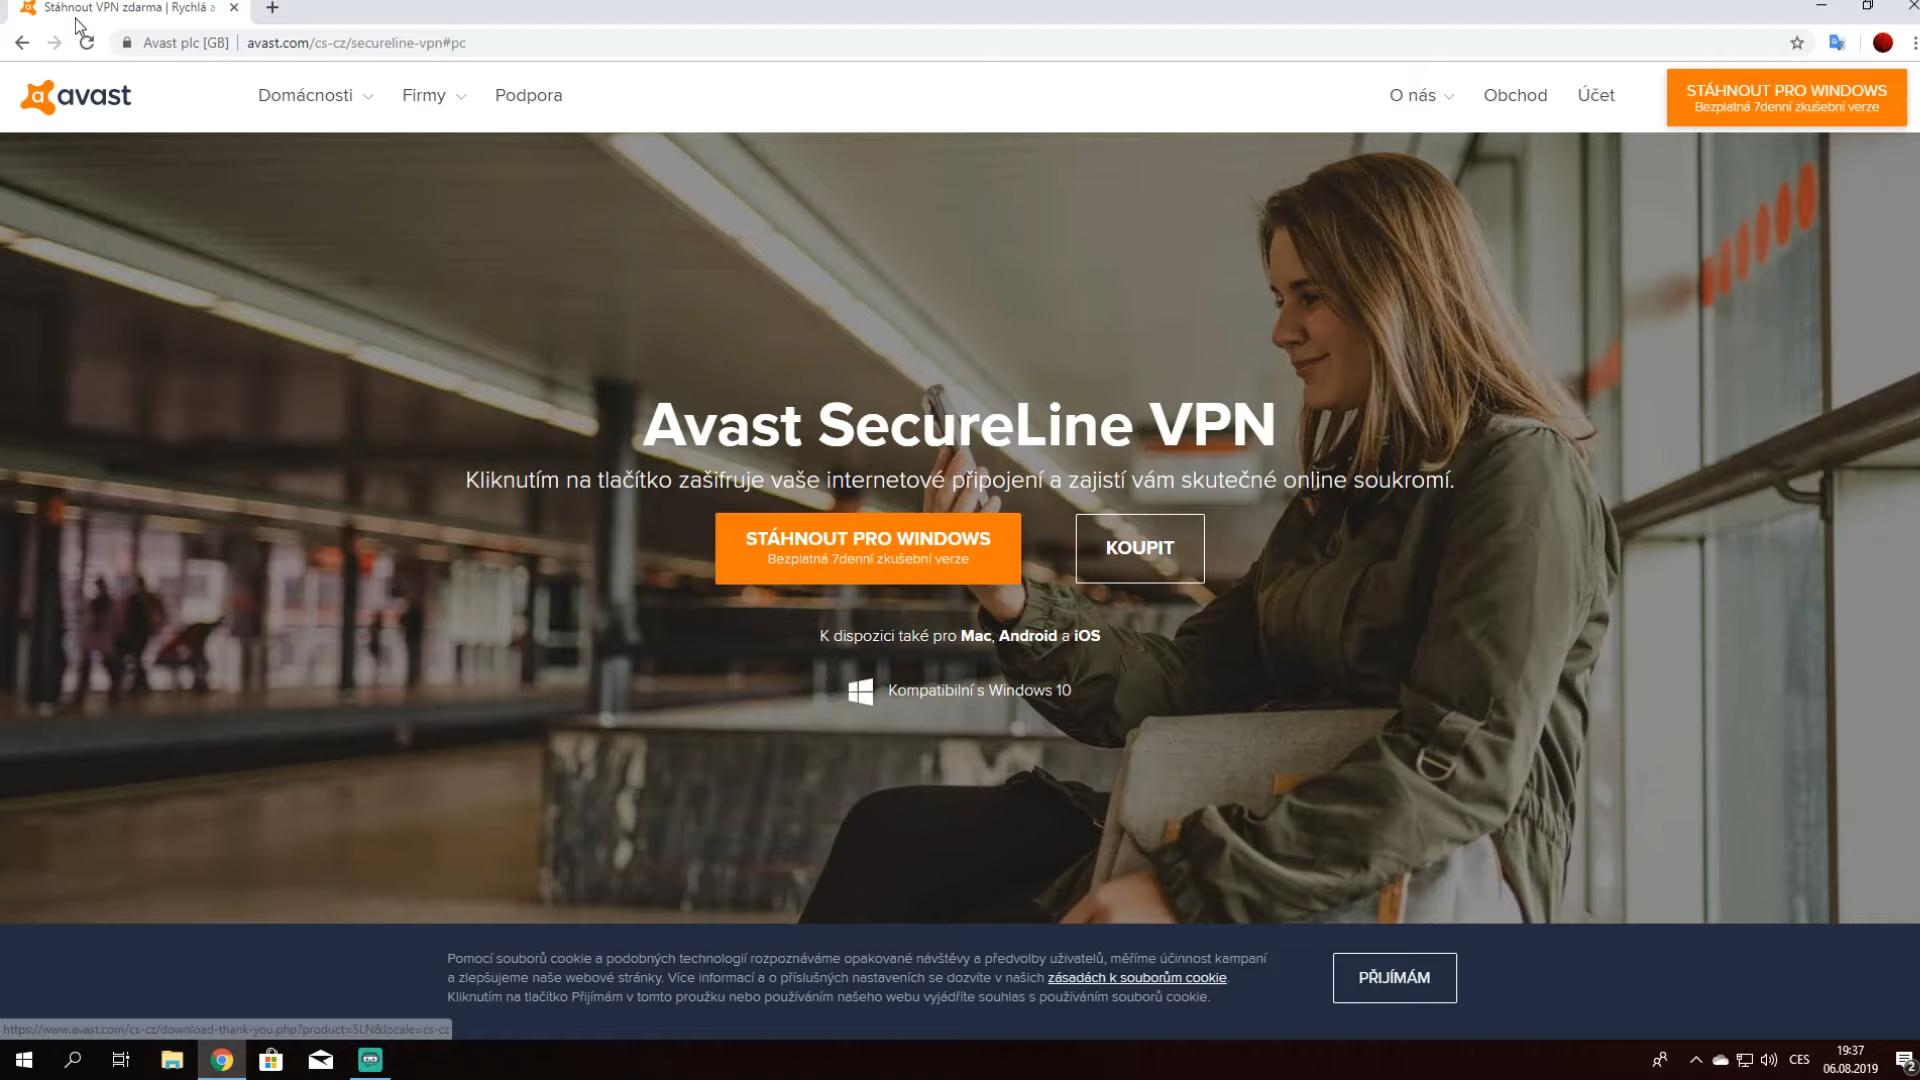 Stáhnout VPN zdarma | Rychlá a
Avast plc [GB]
avast.com/cs-cz/secureline-vpn#pc
avast
Domácnosti
Firmy
Podpora
O nás
Obchod
Účet
STÁHNOUT PRO WINDOWS
Bezplatná 7denní zkušební verze
Avast SecureLine VPN
Kliknutím na tlačítko zašifruje vaše internetové připojení a zajistí vám skutečné online soukromí.
STÁHNOUT PRO WINDOWS
Bezplatná 7denní zkušební verze
KOUPIT
K dispozici také pro Mac, Android a iOS
Kompatibilní s Windows 10
Pomocí souborů cookie a podobných technologií rozpoznáváme opakované návštěvy a předvolby uživatelů, měříme účinnost kampaní
a zlepšujeme naše webové stránky. Více informací a o příslušných nastaveních se dozvíte v našich zásadách k souborům cookie.
Kliknutím na tlačítko Přijímám v tomto proužku nebo používáním našeho webu vyjádříte souhlas s používáním souborů cookie.
PŘIJÍMÁM
https://www.avast.com/cs-cz/download-thank-you.php?product=SLN&locale=cs-cz
CES
19:37
06.08.2019
2